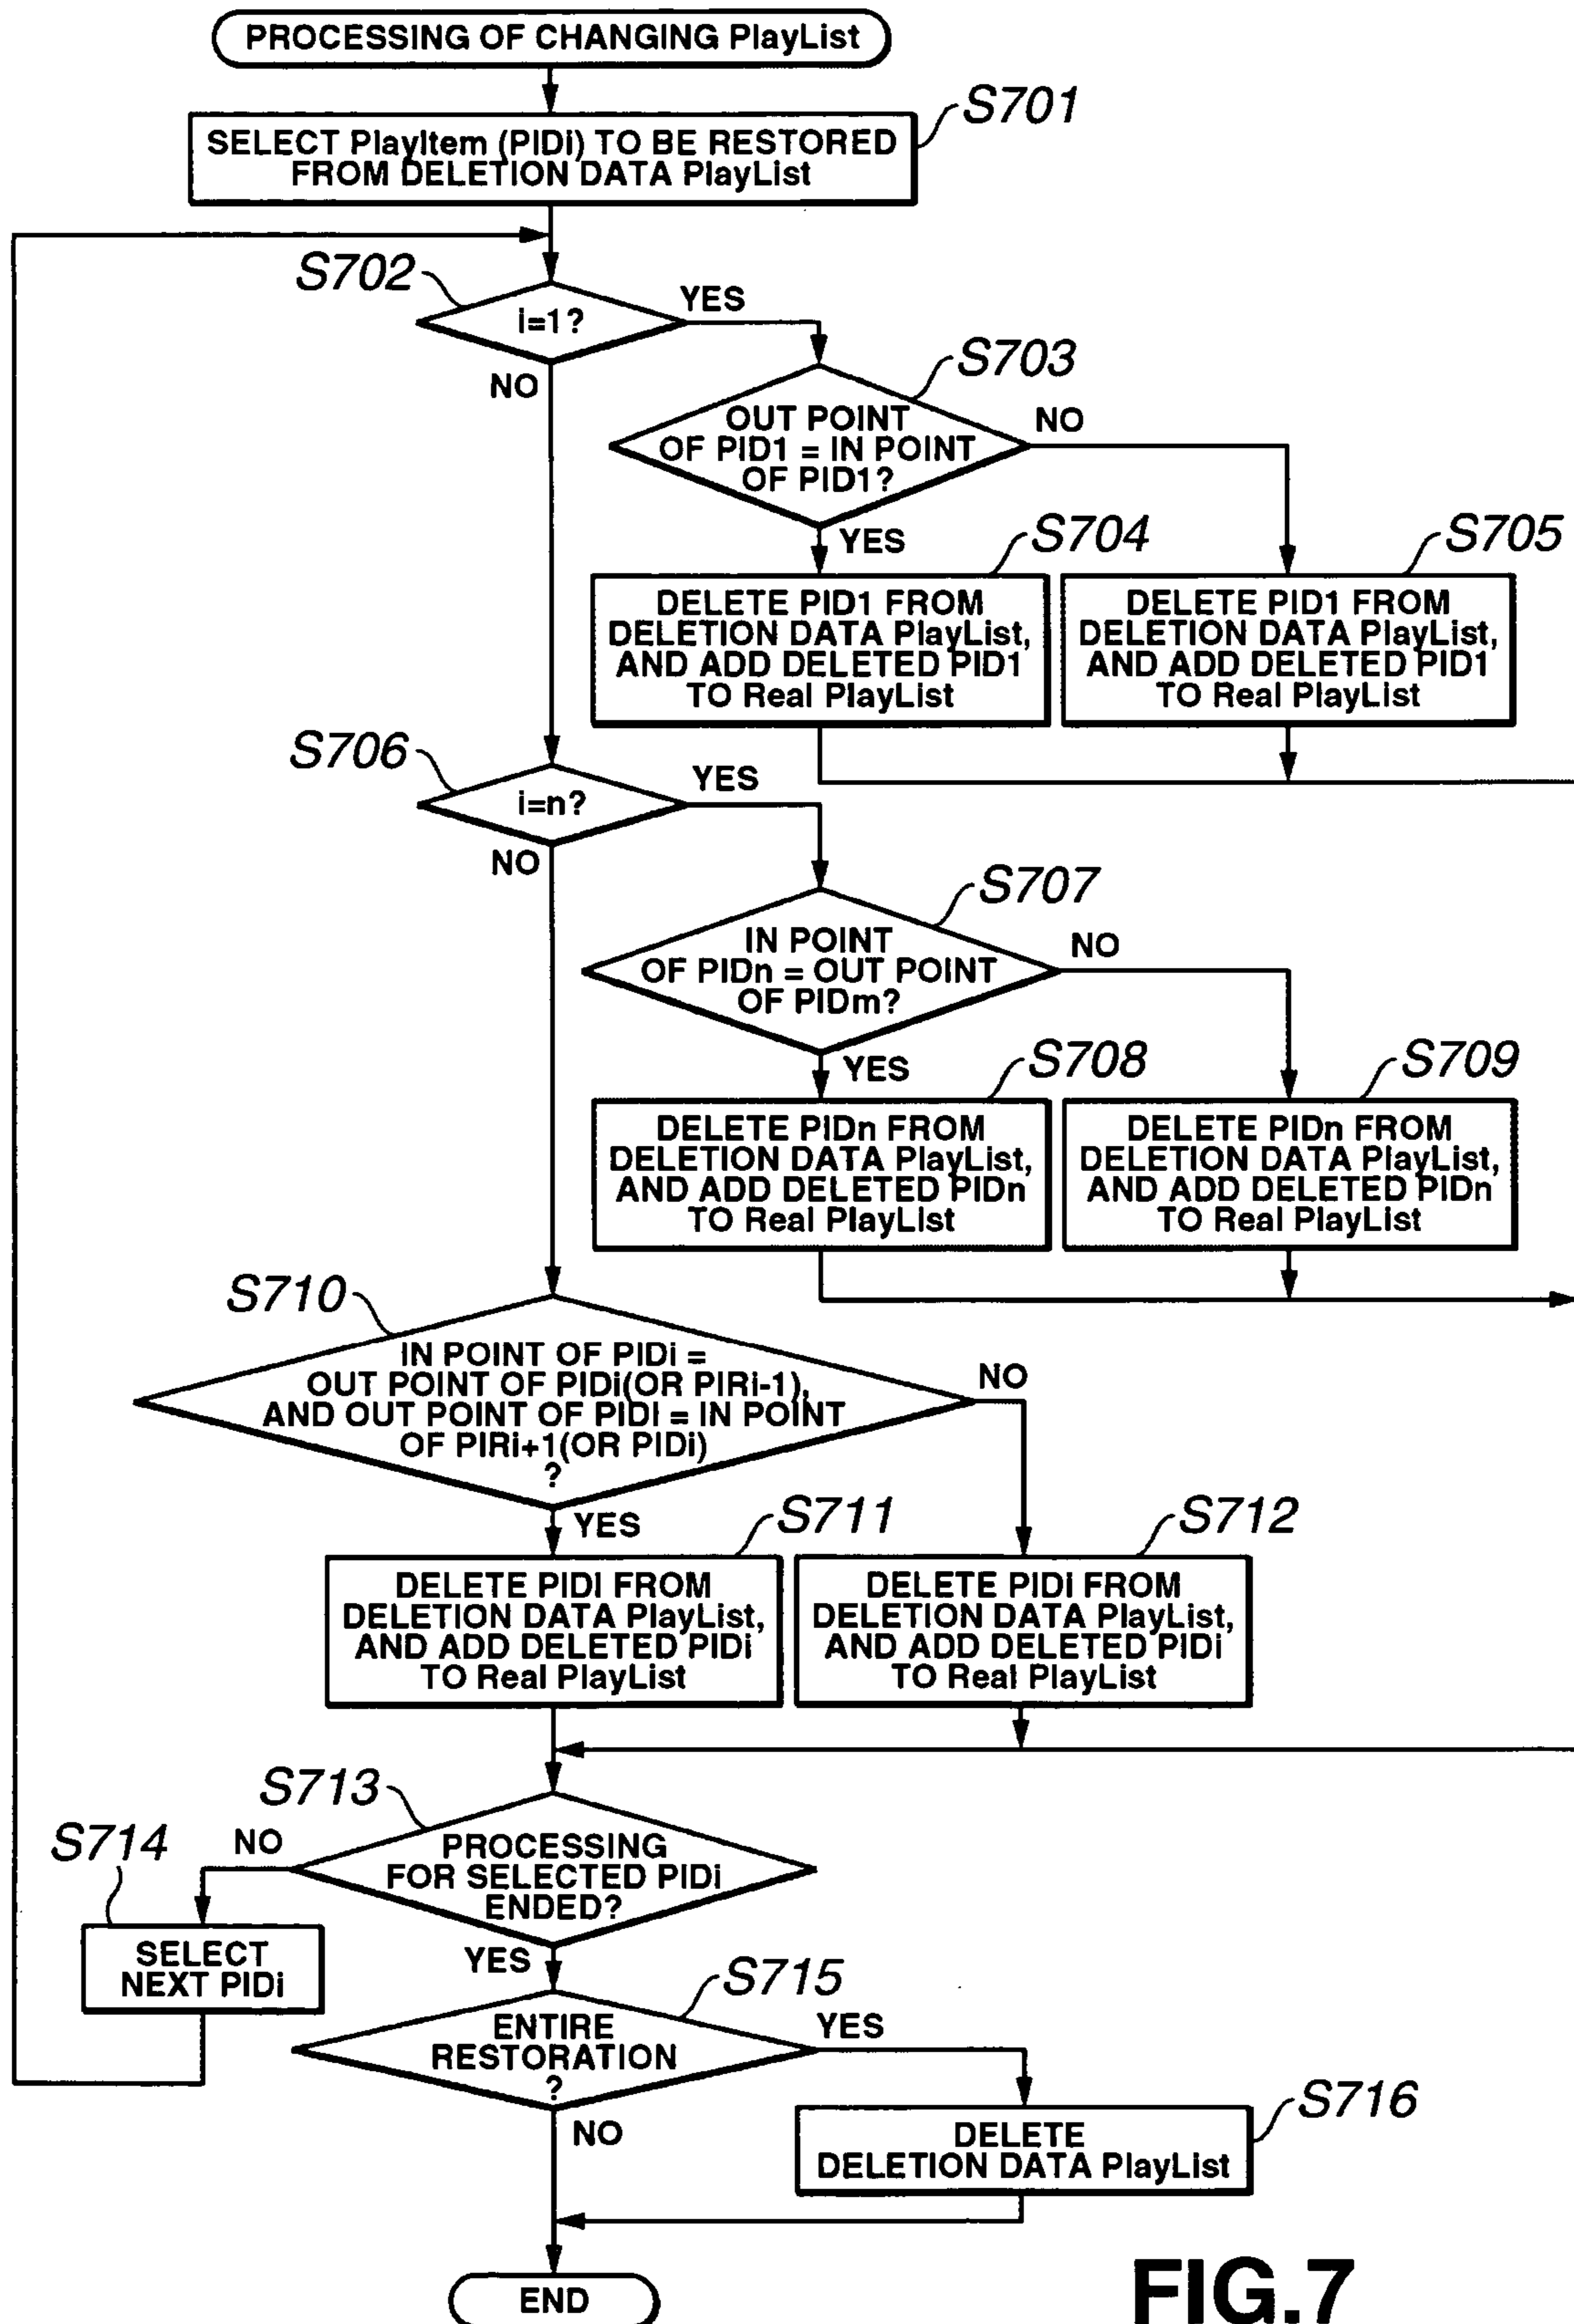 PROCESSING OF CHANGING PlayList
S701
SELECT PlayItem (PIDi) TO BE RESTORED
FROM DELETION DATA PlayList
S702
i=1?
YES
NO
S703
OUT POINT
OF PID1 = IN POINT
OF PID1?
NO
YES
S704
DELETE PID1 FROM
DELETION DATA PlayList,
AND ADD DELETED PID1
TO Real PlayList
S705
DELETE PID1 FROM
DELETION DATA PlayList,
AND ADD DELETED PID1
TO Real PlayList
S706
i=n?
YES
NO
S707
IN POINT
OF PIDn = OUT POINT
OF PIDm?
NO
YES
S708
DELETE PIDn FROM
DELETION DATA PlayList,
AND ADD DELETED PIDn
TO Real PlayList
S709
DELETE PIDn FROM
DELETION DATA PlayList,
AND ADD DELETED PIDn
TO Real PlayList
S710
IN POINT OF PIDi =
OUT POINT OF PIDi(OR PIRi-1),
AND OUT POINT OF PIDi = IN POINT
OF PIRi+1(OR PIDi)
?
NO
YES
S711
DELETE PIDi FROM
DELETION DATA PlayList,
AND ADD DELETED PIDi
TO Real PlayList
S712
DELETE PIDi FROM
DELETION DATA PlayList,
AND ADD DELETED PIDi
TO Real PlayList
S713
PROCESSING
FOR SELECTED PIDi
ENDED?
NO
YES
S714
SELECT
NEXT PIDi
S715
ENTIRE
RESTORATION
?
YES
NO
S716
DELETE
DELETION DATA PlayList
END
FIG.7